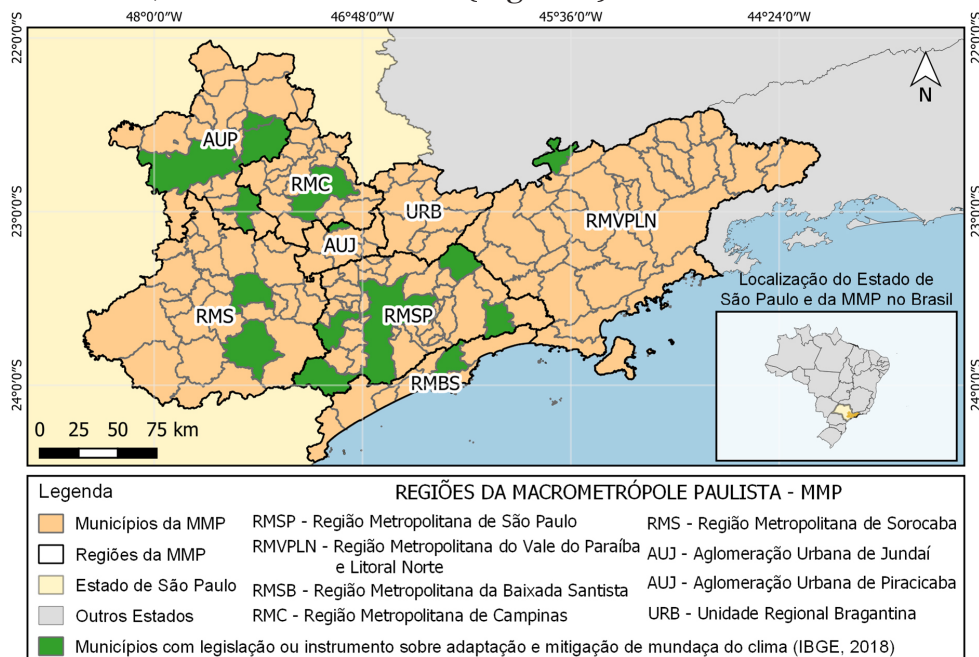 48°0'0"O 46°48'0"O 45°36'0"O 44°24'0"O
22°0'0"S 22°0'0"S
N
AUP
RMC
URB
23°0'0"S 23°0'0"S
RMVPLN
AUJ
Localização do Estado de
São Paulo e da MMP no Brasil
RMS
RMSP
RMBS
24°0'0"S 24°0'0"S
0 25 50 75 km
Legenda
Municípios da MMP
Regiões da MMP
Estado de São Paulo
Outros Estados
Municípios com legislação ou instrumento sobre adaptação e mitigação de mundaça do clima (IBGE, 2018)
REGIÕES DA MACROMETRÓPOLE PAULISTA - MMP
RMSP - Região Metropolitana de São Paulo
RMVPLN - Região Metropolitana do Vale do Paraíba
e Litoral Norte
RMSB - Região Metropolitana da Baixada Santista
RMC - Região Metropolitana de Campinas
RMS - Região Metropolitana de Sorocaba
AUJ - Aglomeração Urbana de Jundaí
AUJ - Aglomeração Urbana de Piracicaba
URB - Unidade Regional Bragantina